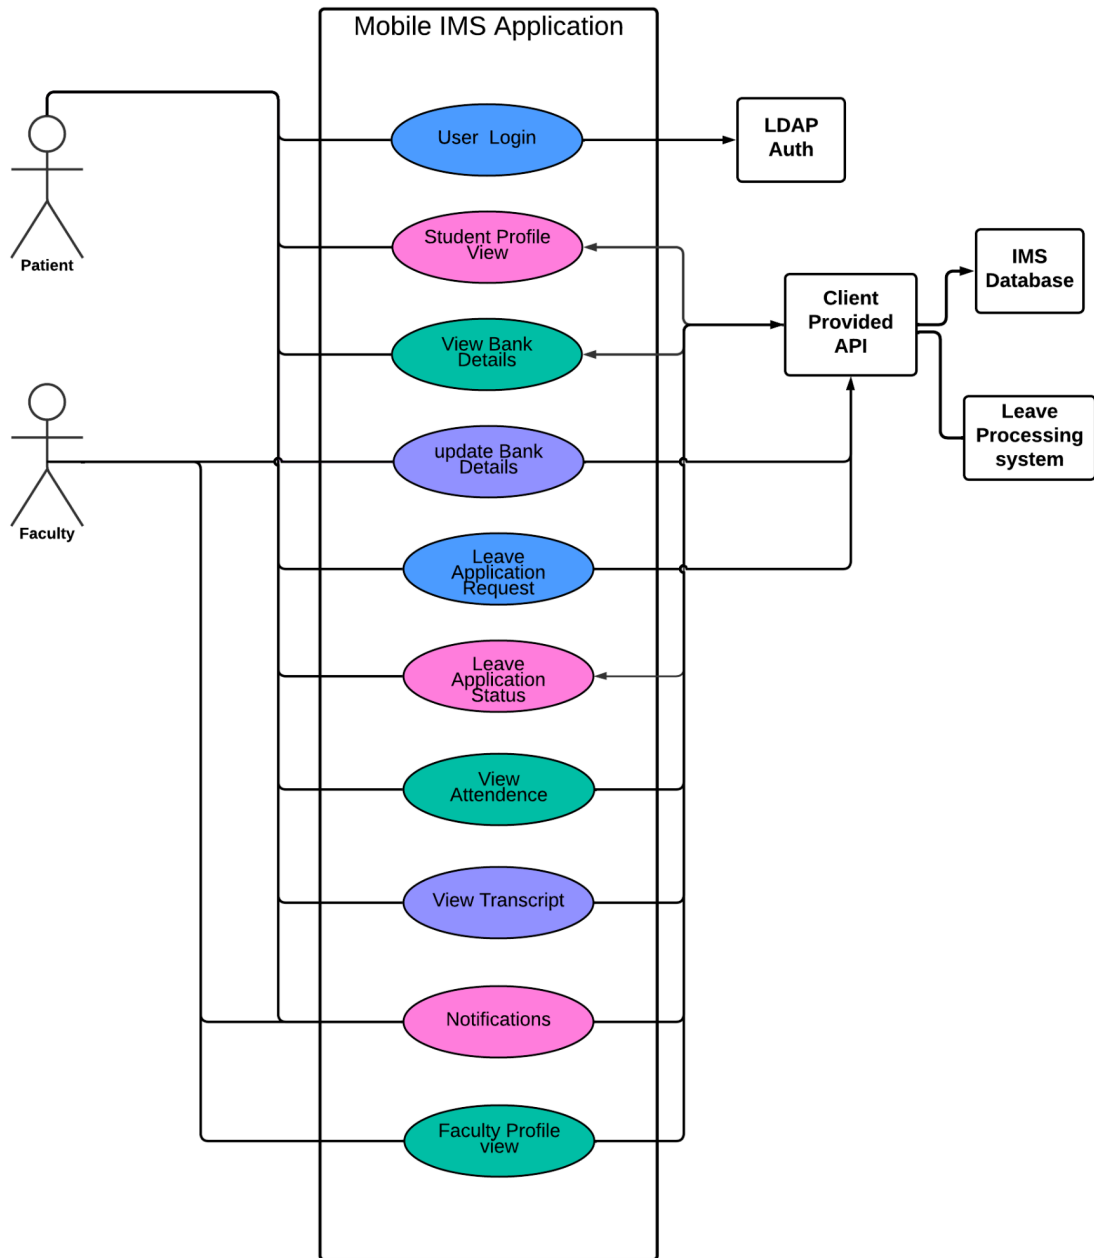 Mobile IMS Application
User  Login
LDAP
Auth
Patient
Student Profile
View
IMS
Database
Client
Provided
API
View Bank
Details
Faculty
update Bank
Details
Leave
Processing
system
Leave
Application
Request
Leave
Application
Status
View
Attendence
View Transcript
Notifications
Faculty Profile
view